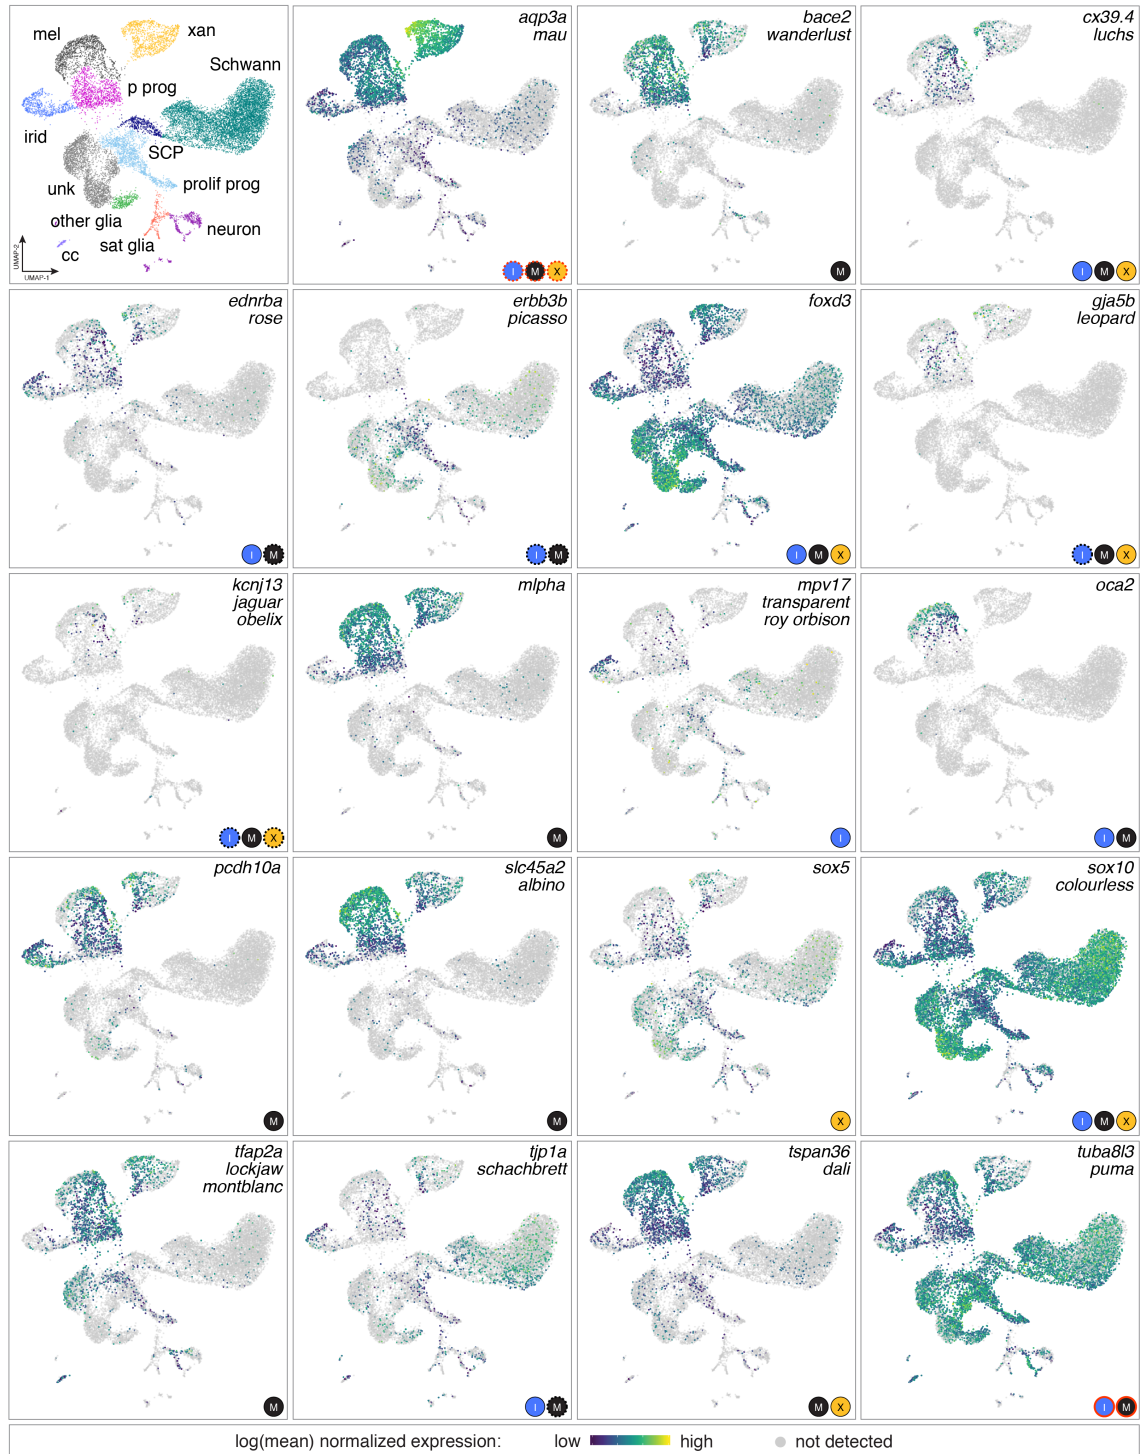 mel
xan
Schwann
p prog
irid
SCP
unk
prolif prog
other glia
neuron
sat glia
cc
UMAP-2
UMAP-1
aqp3a
mau
I M X
bace2
wanderlust
M
cx39.4
luchs
I M X
ednrba
rose
I M
erbb3b
picasso
I M
foxd3
I M X
gja5b
leopard
I M X
kcnj13
jaguar
obelix
I M X
mlpha
M
mpv17
transparent
roy orbison
I
oca2
I M
pcdh10a
M
slc45a2
albino
M
sox5
X
sox10
colourless
I M X
tfap2a
lockjaw
montblanc
M
tjp1a
schachbrett
I M
tspan36
dali
M X
tuba8l3
puma
I M
log(mean) normalized expression: low high not detected